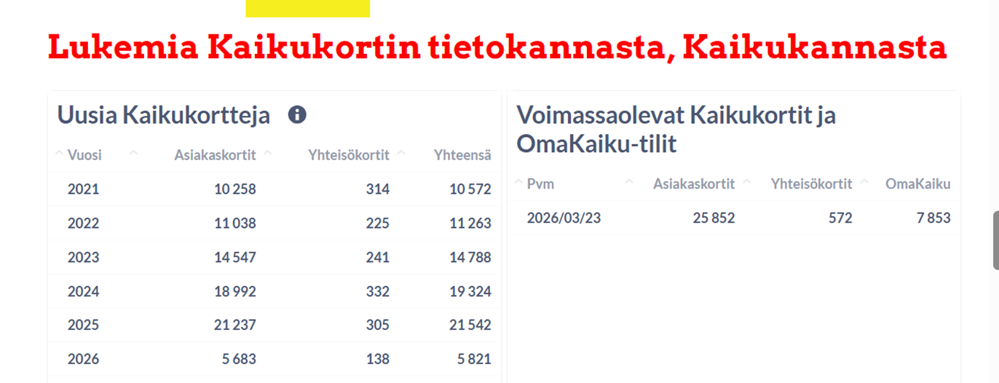 Lukemia Kaikukortin tietokannasta, Kaikukannasta
Uusia Kaikukortteja
Vuosi Asiakaskortit Yhteisökortit Yhteensä
2021 10 258 314 10 572
2022 11 038 225 11 263
2023 14 547 241 14 788
2024 18 992 332 19 324
2025 21 237 305 21 542
2026 5 683 138 5 821
Voimassaolevat Kaikukortit ja
OmaKaiku-tilit
Pvm Asiakaskortit Yhteisökortit OmaKaiku
2026/03/23 25 852 572 7 853